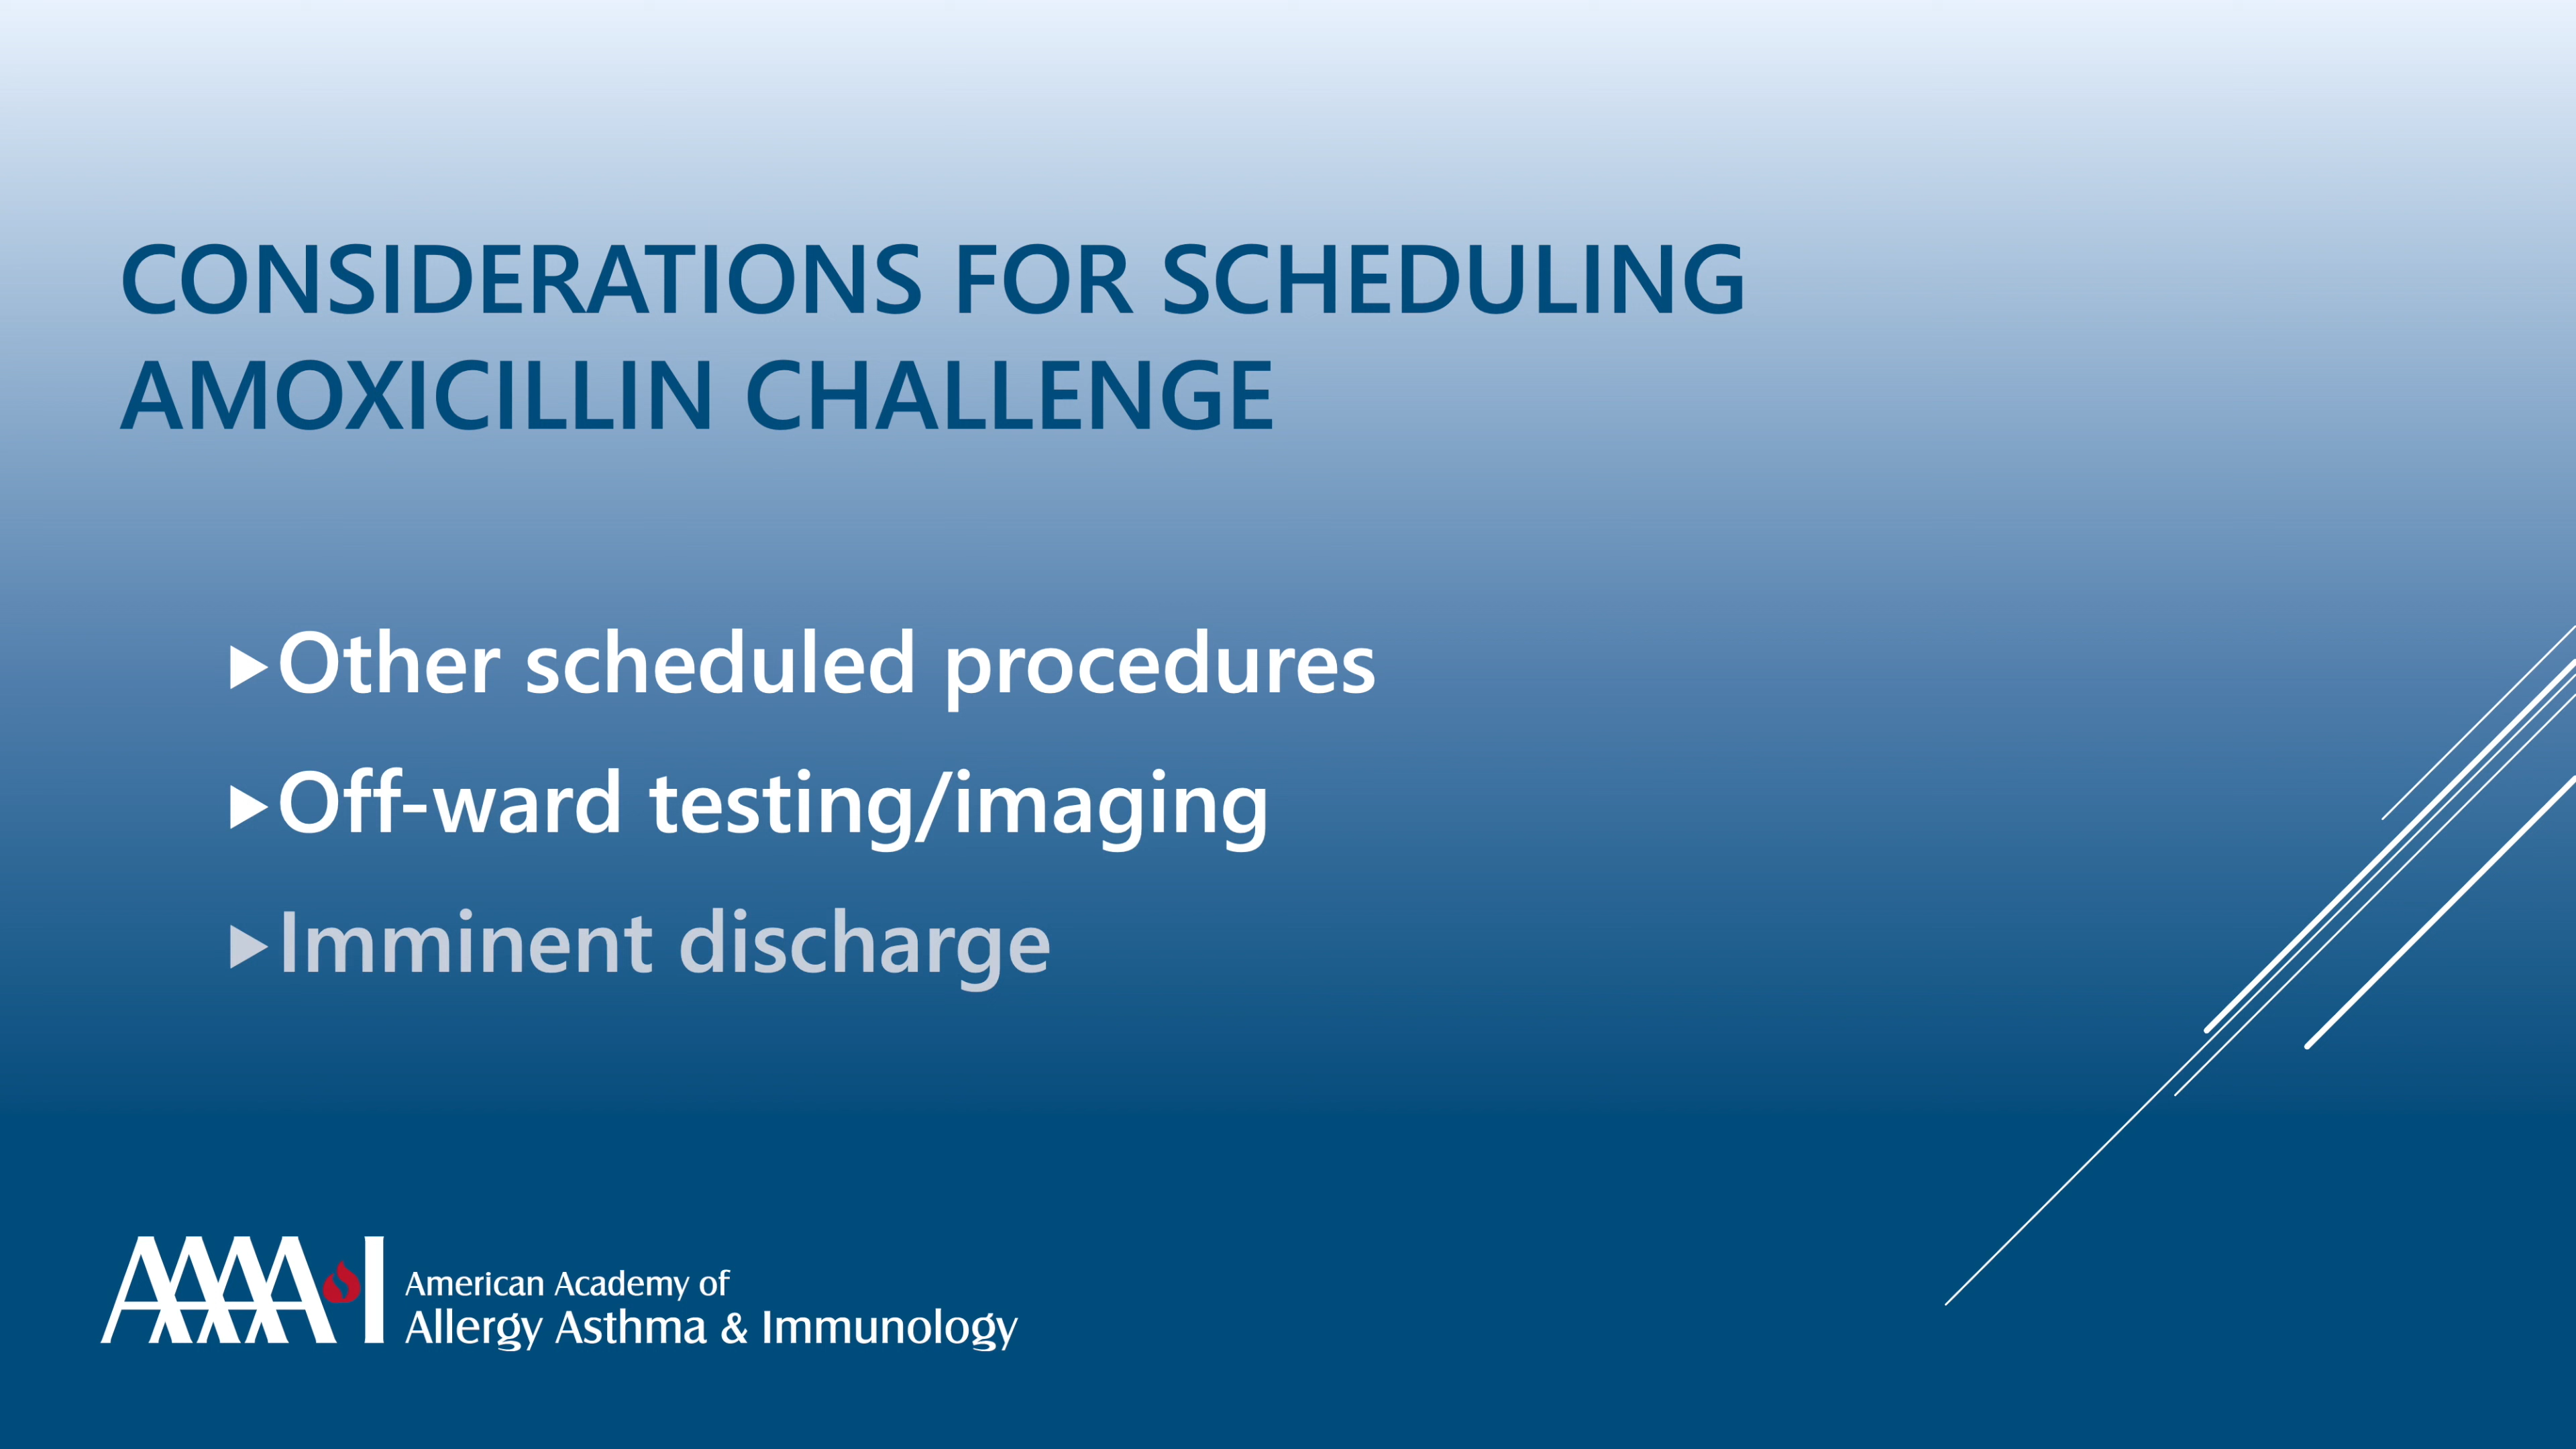 CONSIDERATIONS FOR SCHEDULING
AMOXICILLIN CHALLENGE
Other scheduled procedures
Off-ward testing/imaging
Imminent discharge
AAAAI
American Academy of
Allergy Asthma & Immunology